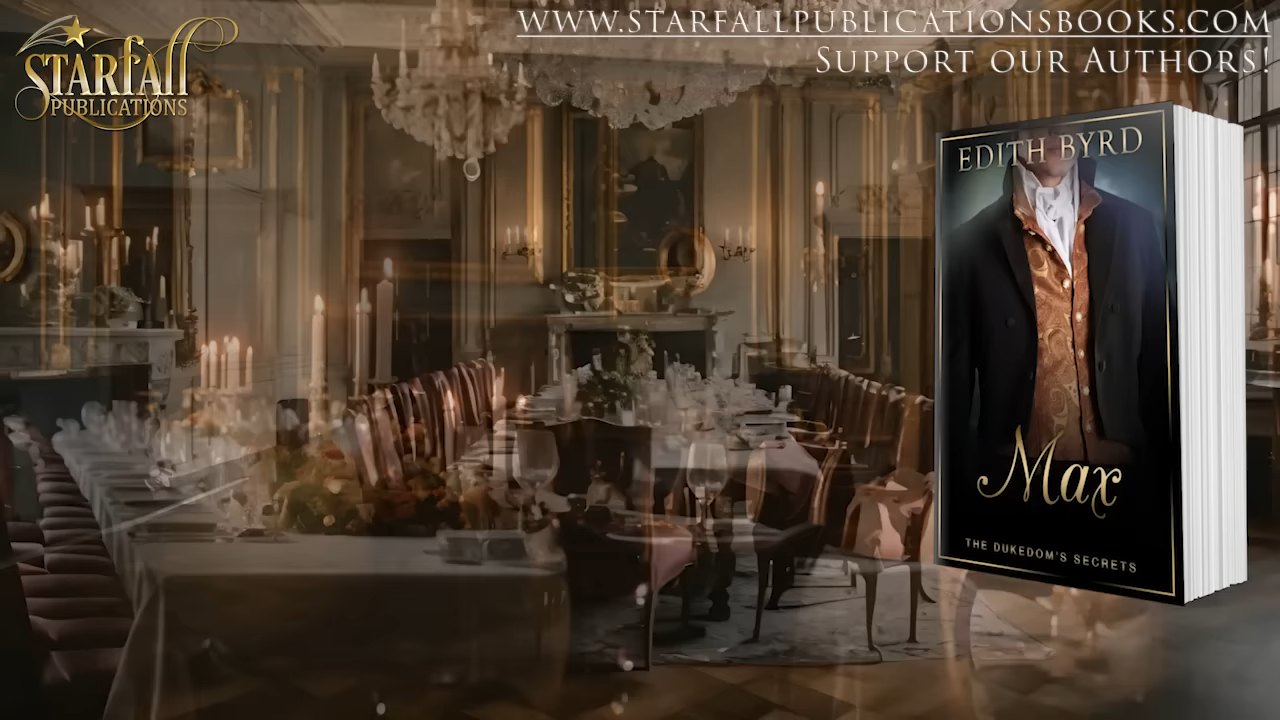 STARfall
PUBLICATIONS
WWW.STARFALLPUBLICATIONSBOOKS.COM
SUPPORT OUR AUTHORS!
EDITH BYRD
Max
THE DUKEDOM'S SECRETS